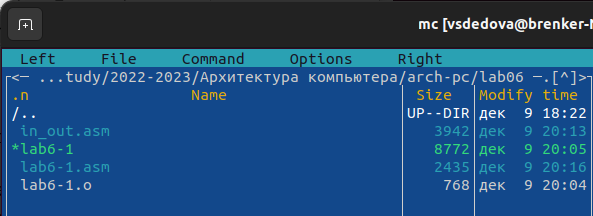 mc [vsdedova@brenker-
Left File Command Options Right
<─ ...tudy/2022-2023/Архитектура компьютера/arch-pc/lab06 ─.[^]>
.n Name Size Modify time
/.. UP--DIR дек 9 18:22
in_out.asm 3942 дек 9 20:13
*lab6-1 8772 дек 9 20:05
lab6-1.asm 2435 дек 9 20:16
lab6-1.o 768 дек 9 20:04